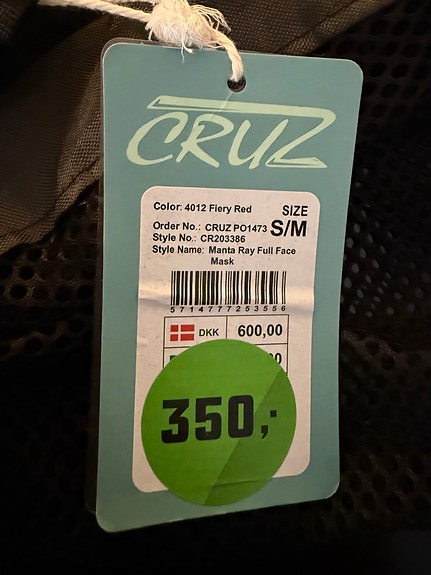 CRUZ
Color: 4012 Fiery Red
SIZE
Order No.: CRUZ PO1473
S/M
Style No.: CR203386
Style Name: Manta Ray Full Face
Mask
5714777253556
DKK 600,00
350,-